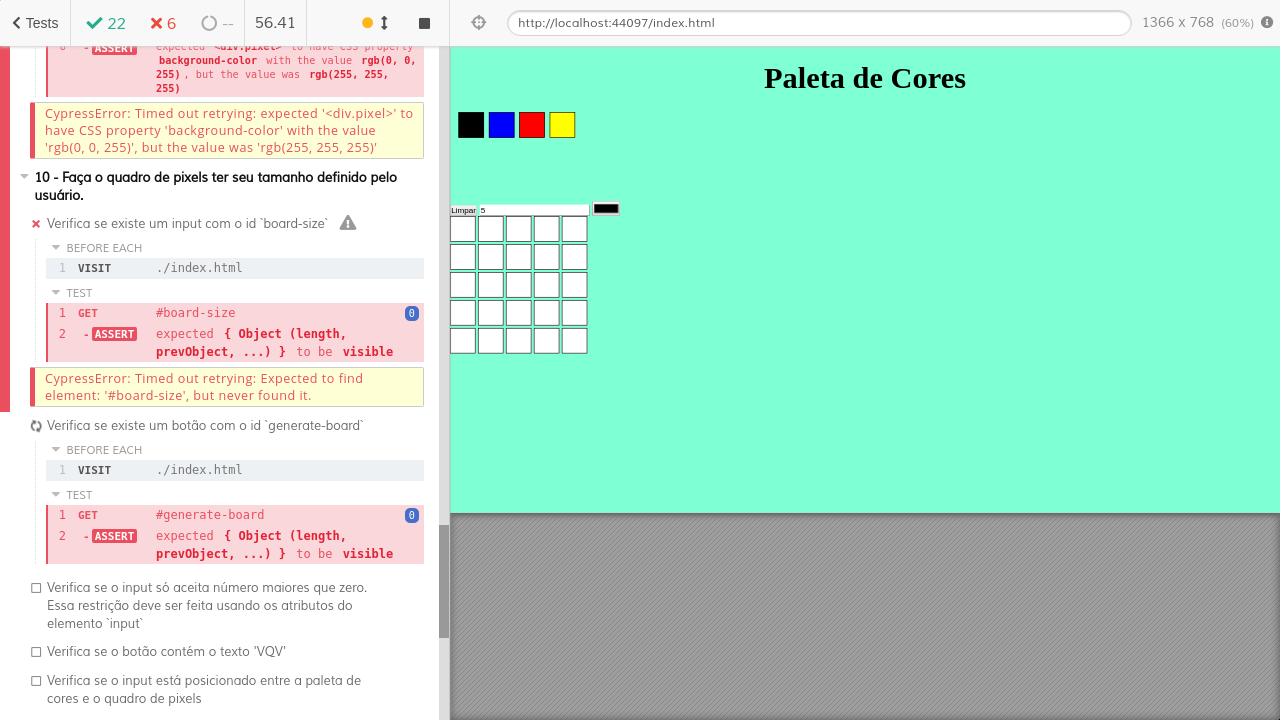 Tests 22 6 -- 56.41
http://localhost:44097/index.html 1366 x 768 (60%)
6 - ASSERT expected <div.pixel> to have CSS property
background-color with the value rgb(0, 0,
255) , but the value was rgb(255, 255,
255)
CypressError: Timed out retrying: expected '<div.pixel>' to
have CSS property 'background-color' with the value
'rgb(0, 0, 255)', but the value was 'rgb(255, 255, 255)'
10 - Faça o quadro de pixels ter seu tamanho definido pelo
usuário.
Verifica se existe um input com o id `board-size`
BEFORE EACH
1 VISIT ./index.html
TEST
1 GET #board-size 0
2 - ASSERT expected { Object (length,
prevObject, ...) } to be visible
CypressError: Timed out retrying: Expected to find
element: '#board-size', but never found it.
Verifica se existe um botão com o id `generate-board`
BEFORE EACH
1 VISIT ./index.html
TEST
1 GET #generate-board 0
2 - ASSERT expected { Object (length,
prevObject, ...) } to be visible
Verifica se o input só aceita número maiores que zero.
Essa restrição deve ser feita usando os atributos do
elemento `input`
Verifica se o botão contém o texto 'VQV'
Verifica se o input está posicionado entre a paleta de
cores e o quadro de pixels
Paleta de Cores
Limpar 5